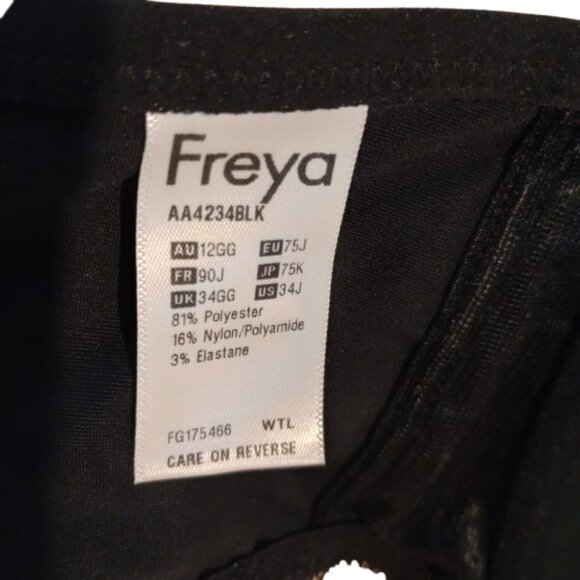 Freya
AA4234BLK
AU 12GG EU 75J
FR 90J JP 75K
UK 34GG US 34J
81% Polyester
16% Nylon/Polyamide
3% Elastane
FG175466 WTL
CARE ON REVERSE